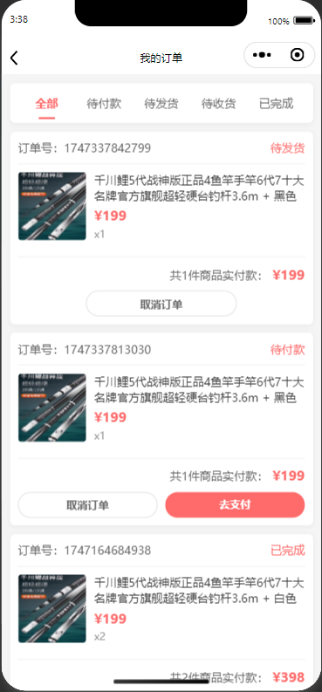 3:38
100%
我的订单
全部 待付款 待发货 待收货 已完成
订单号：1747337842799 待发货
千川鲤5代战神版正品4鱼竿手竿6代7十大
名牌官方旗舰超轻硬台钓杆3.6m + 黑色
¥199
x1
共1件商品实付款： ¥199
取消订单
订单号：1747337813030 待付款
千川鲤5代战神版正品4鱼竿手竿6代7十大
名牌官方旗舰超轻硬台钓杆3.6m + 黑色
¥199
x1
共1件商品实付款： ¥199
取消订单 去支付
订单号：1747164684938 已完成
千川鲤5代战神版正品4鱼竿手竿6代7十大
名牌官方旗舰超轻硬台钓杆3.6m + 白色
¥199
x2
共2件商品实付款： ¥398